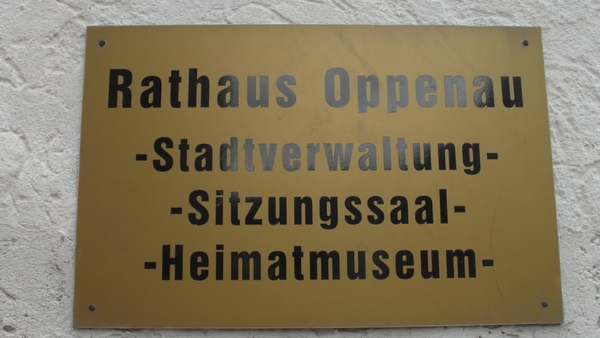 Rathaus Oppenau
-Stadtverwaltung-
-Sitzungssaal-
-Heimatmuseum-